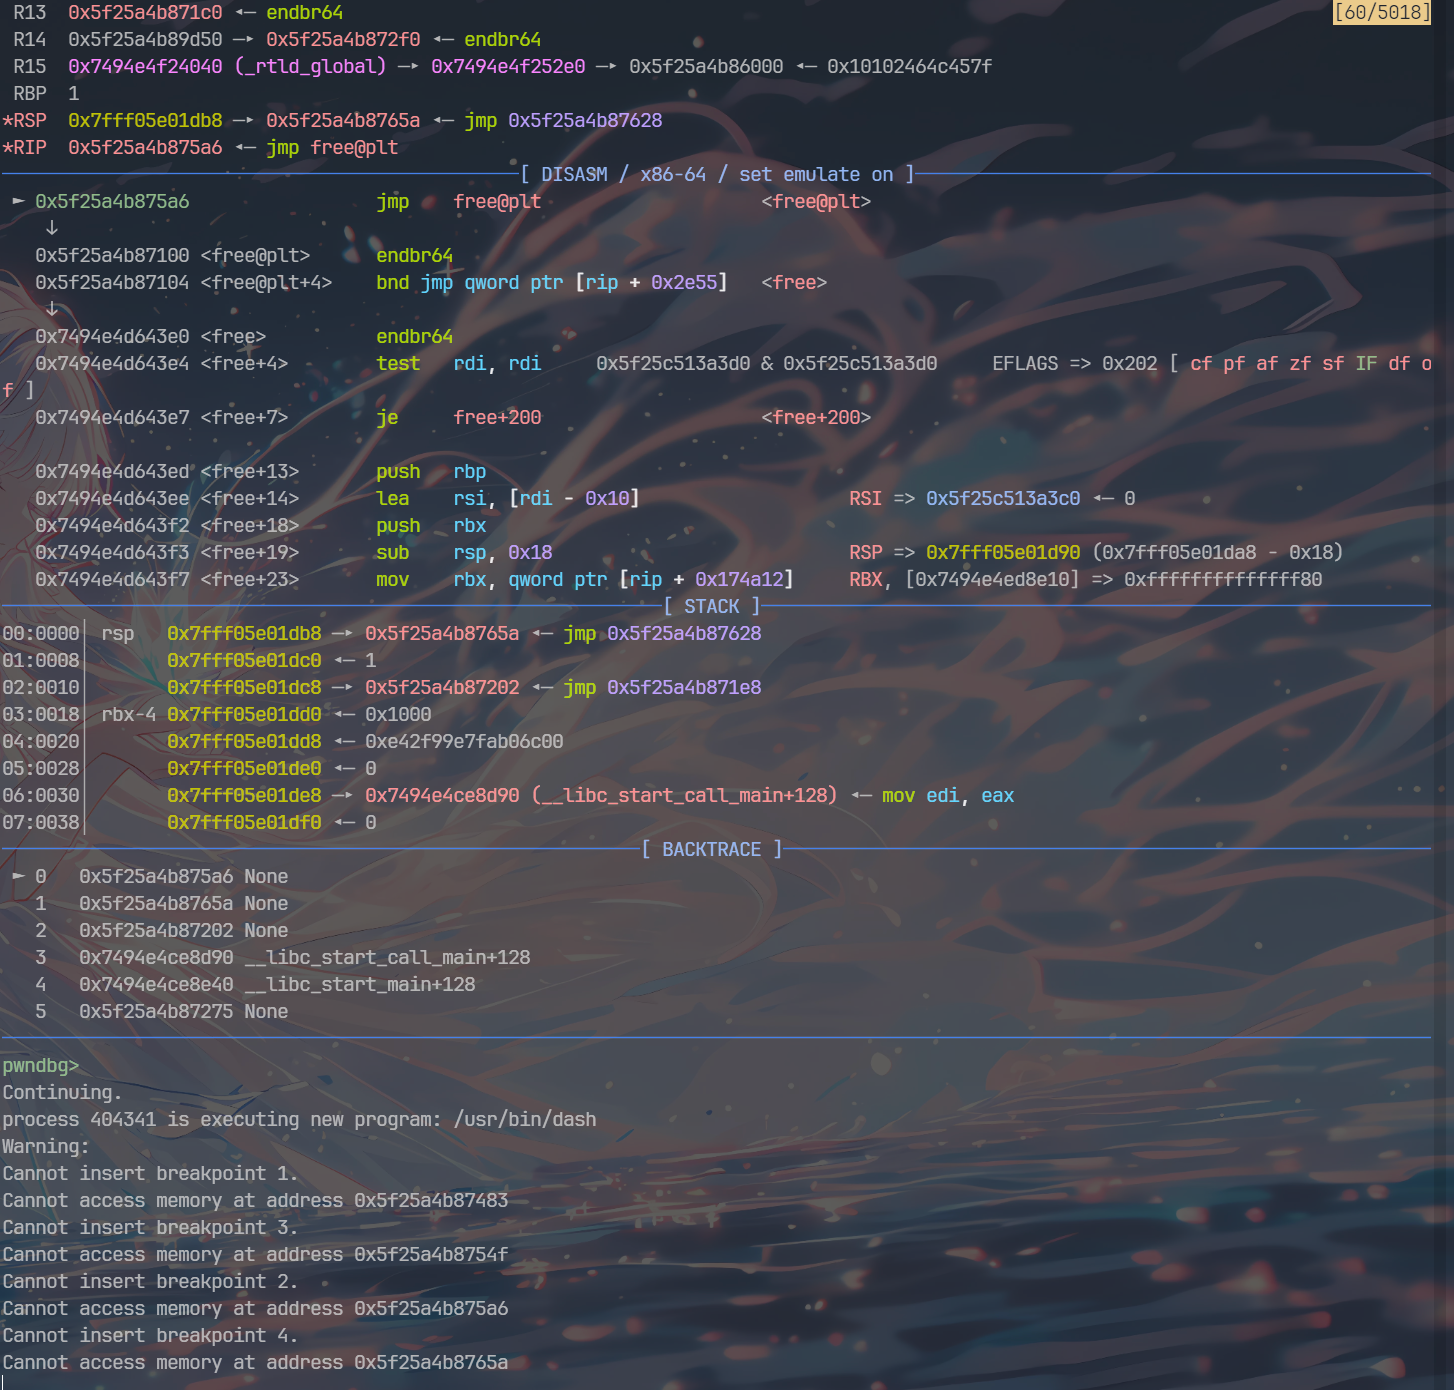 R13  0x5f25a4b871c0 ◂— endbr64
[60/5018]
R14  0x5f25a4b89d50 —▸ 0x5f25a4b872f0 ◂— endbr64
R15  0x7494e4f24040 (_rtld_global) —▸ 0x7494e4f252e0 —▸ 0x5f25a4b86000 ◂— 0x10102464c457f
RBP  1
*RSP  0x7fff05e01db8 —▸ 0x5f25a4b8765a ◂— jmp 0x5f25a4b87628
*RIP  0x5f25a4b875a6 ◂— jmp free@plt
[ DISASM / x86-64 / set emulate on ]
► 0x5f25a4b875a6                 jmp    free@plt                    <free@plt>
↓
0x5f25a4b87100 <free@plt>      endbr64
0x5f25a4b87104 <free@plt+4>    bnd jmp qword ptr [rip + 0x2e55]   <free>
↓
0x7494e4d643e0 <free>          endbr64
0x7494e4d643e4 <free+4>        test   rdi, rdi     0x5f25c513a3d0 & 0x5f25c513a3d0     EFLAGS => 0x202 [ cf pf af zf sf IF df o
f ]
0x7494e4d643e7 <free+7>        je     free+200                    <free+200>
0x7494e4d643ed <free+13>       push   rbp
0x7494e4d643ee <free+14>       lea    rsi, [rdi - 0x10]                   RSI => 0x5f25c513a3c0 ◂— 0
0x7494e4d643f2 <free+18>       push   rbx
0x7494e4d643f3 <free+19>       sub    rsp, 0x18                           RSP => 0x7fff05e01d90 (0x7fff05e01da8 - 0x18)
0x7494e4d643f7 <free+23>       mov    rbx, qword ptr [rip + 0x174a12]     RBX, [0x7494e4ed8e10] => 0xffffffffffffff80
[ STACK ]
00:0000│ rsp   0x7fff05e01db8 —▸ 0x5f25a4b8765a ◂— jmp 0x5f25a4b87628
01:0008│       0x7fff05e01dc0 ◂— 1
02:0010│       0x7fff05e01dc8 —▸ 0x5f25a4b87202 ◂— jmp 0x5f25a4b871e8
03:0018│ rbx-4 0x7fff05e01dd0 ◂— 0x1000
04:0020│       0x7fff05e01dd8 ◂— 0xe42f99e7fab06c00
05:0028│       0x7fff05e01de0 ◂— 0
06:0030│       0x7fff05e01de8 —▸ 0x7494e4ce8d90 (__libc_start_call_main+128) ◂— mov edi, eax
07:0038│       0x7fff05e01df0 ◂— 0
[ BACKTRACE ]
► 0   0x5f25a4b875a6 None
1   0x5f25a4b8765a None
2   0x5f25a4b87202 None
3   0x7494e4ce8d90 __libc_start_call_main+128
4   0x7494e4ce8e40 __libc_start_main+128
5   0x5f25a4b87275 None
pwndbg>
Continuing.
process 404341 is executing new program: /usr/bin/dash
Warning:
Cannot insert breakpoint 1.
Cannot access memory at address 0x5f25a4b87483
Cannot insert breakpoint 3.
Cannot access memory at address 0x5f25a4b8754f
Cannot insert breakpoint 2.
Cannot access memory at address 0x5f25a4b875a6
Cannot insert breakpoint 4.
Cannot access memory at address 0x5f25a4b8765a